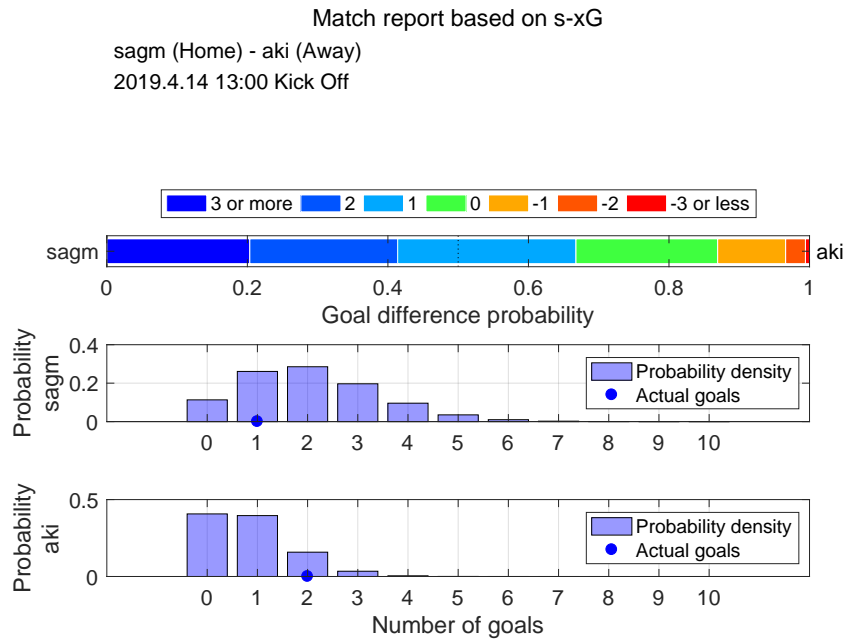 Match report based on s-xG
sagm (Home) - aki (Away)
2019.4.14 13:00 Kick Off
3 or more 2 1 0 -1 -2 -3 or less
sagm aki
0 0.2 0.4 0.6 0.8 1
Goal difference probability
Probability
sagm
0.4
0.2
0
Probability density
Actual goals
0 1 2 3 4 5 6 7 8 9 10
Probability
aki
0.5
0
Probability density
Actual goals
0 1 2 3 4 5 6 7 8 9 10
Number of goals